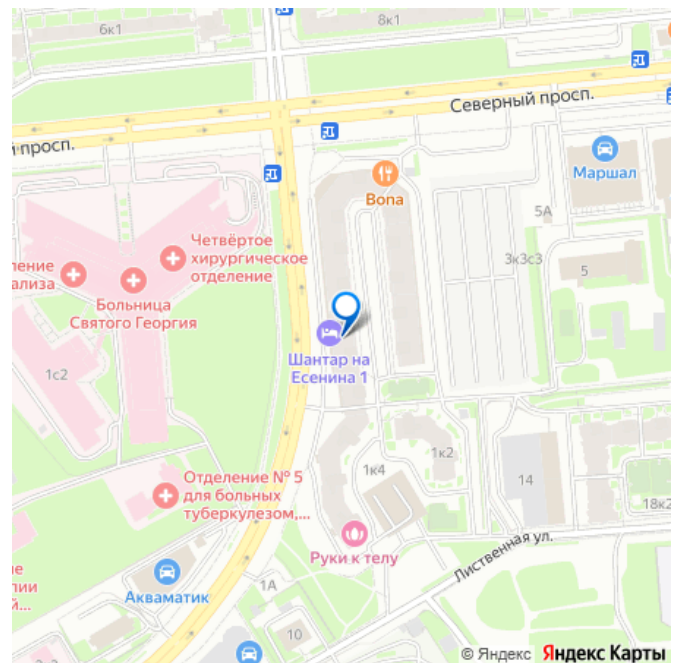 6к1
8к1
Северный просп.
й просп.
Маршал
Вопа
5А
Четвёртое
хирургическое
отделение
3к3с3
5
ление
ализа
Больница
Святого Георгия
Шантар на
Есенина 1
1с2
1к2
1к4
14
Отделение № 5
для больных
туберкулезом,...
18к2
Руки к телу
Лиственная ул.
ие
пии
й...
Акваматик
1А
10
© Яндекс Яндекс Карты